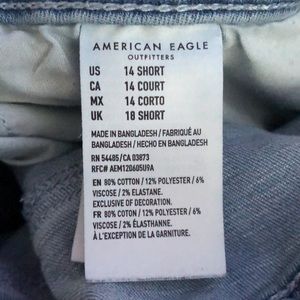 AMERICAN EAGLE
OUTFITTERS
US 14 SHORT
CA 14 COURT
MX 14 CORTO
UK 18 SHORT
MADE IN BANGLADESH / FABRIQUÉ AU
BANGLADESH / HECHO EN BANGLADESH
RN 54485/CA 03873
RFC# AEM120605U9A
EN 80% COTTON / 12% POLYESTER / 6%
VISCOSE / 2% ELASTANE.
EXCLUSIVE OF DECORATION.
FR 80% COTON / 12% POLYESTER / 6%
VISCOSE / 2% ÉLASTHANNE.
À L'EXCEPTION DE LA GARNITURE.